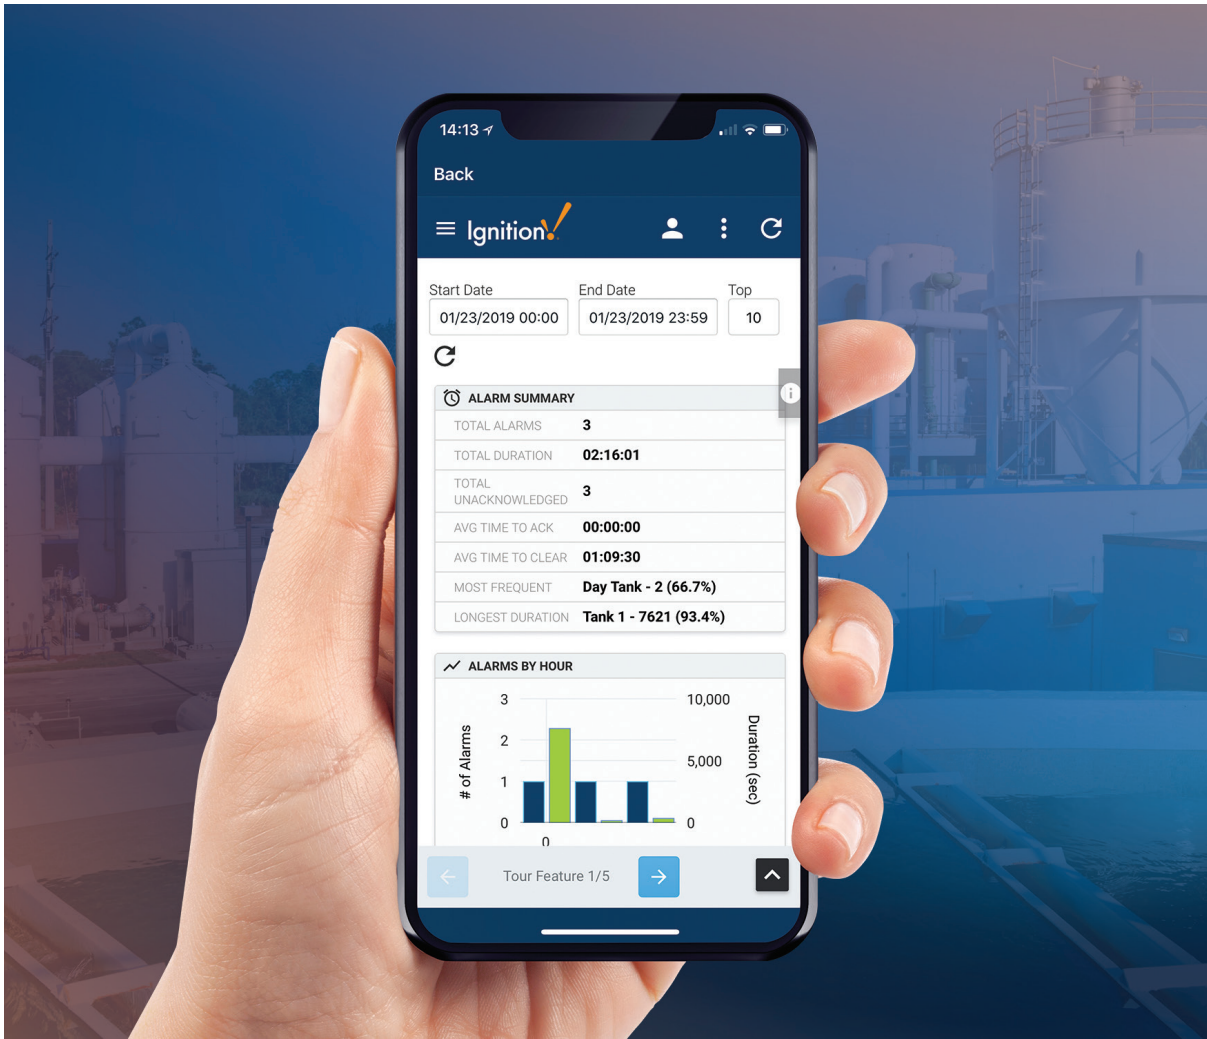 14:13
Back
Ignition!
Start Date End Date Top
01/23/2019 00:00 01/23/2019 23:59 10
ALARM SUMMARY
TOTAL ALARMS 3
TOTAL DURATION 02:16:01
TOTAL
UNACKNOWLEDGED 3
AVG TIME TO ACK 00:00:00
AVG TIME TO CLEAR 01:09:30
MOST FREQUENT Day Tank - 2 (66.7%)
LONGEST DURATION Tank 1 - 7621 (93.4%)
ALARMS BY HOUR
3 10,000
2
5,000
1
0 0
# of Alarms
Duration (sec)
0
Tour Feature 1/5